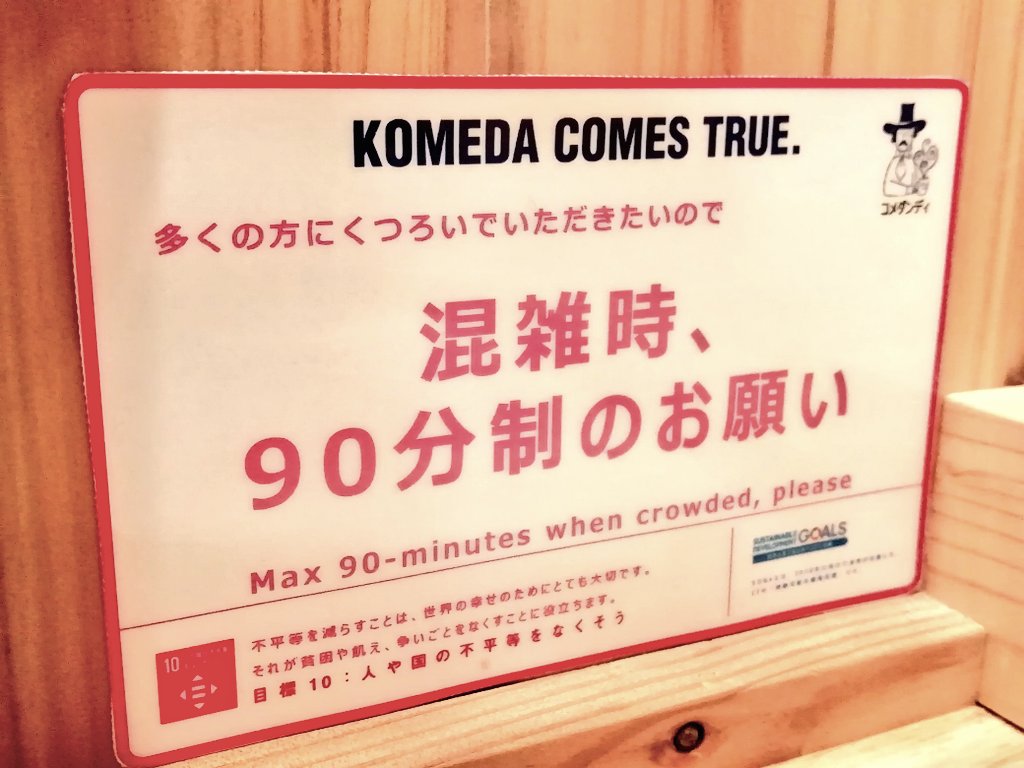 KOMEDA COMES TRUE.
コメダンディ
多くの方にくつろいでいただきたいので
混雑時、
90分制のお願い
Max 90-minutes when crowded, please
10
不平等を減らすことは、世界の幸せのためにとても大切です。
それが貧困や飢え、争いごとをなくすことに役立ちます。
目標10：人や国の不平等をなくそう
SUSTAINABLE
DEVELOPMENT GOALS